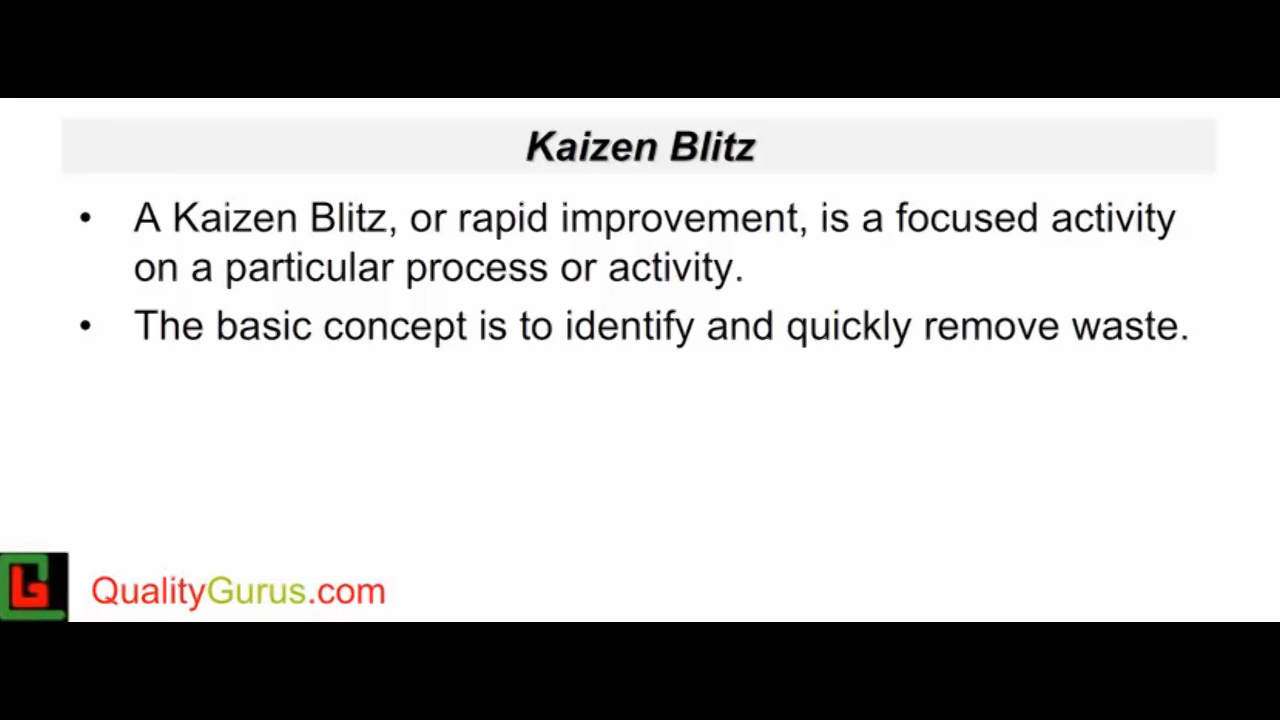 Kaizen Blitz
• A Kaizen Blitz, or rapid improvement, is a focused activity
on a particular process or activity.
• The basic concept is to identify and quickly remove waste.
QualityGurus.com